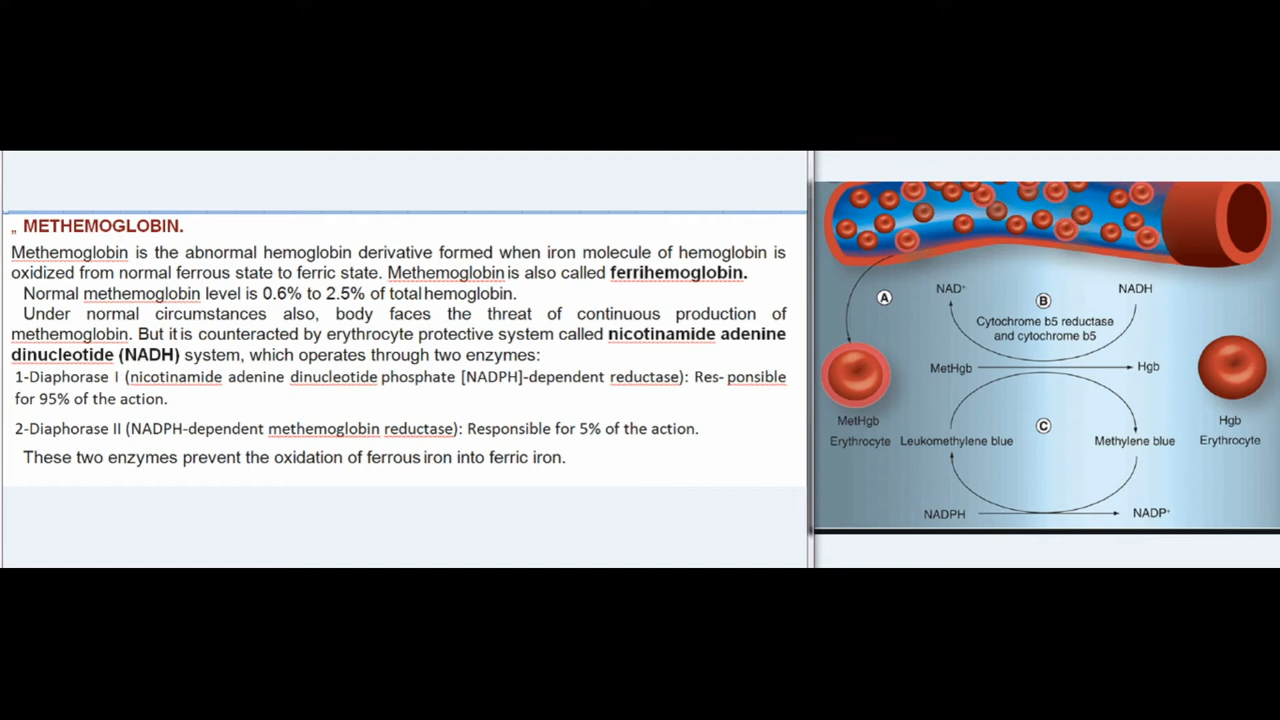 „ METHEMOGLOBIN.
Methemoglobin is the abnormal hemoglobin derivative formed when iron molecule of hemoglobin is
oxidized from normal ferrous state to ferric state. Methemoglobin is also called ferrihemoglobin.
Normal methemoglobin level is 0.6% to 2.5% of total hemoglobin.
Under normal circumstances also, body faces the threat of continuous production of
methemoglobin. But it is counteracted by erythrocyte protective system called nicotinamide adenine
dinucleotide (NADH) system, which operates through two enzymes:
1-Diaphorase I (nicotinamide adenine dinucleotide phosphate [NADPH]-dependent reductase): Res- ponsible
for 95% of the action.
2-Diaphorase II (NADPH-dependent methemoglobin reductase): Responsible for 5% of the action.
These two enzymes prevent the oxidation of ferrous iron into ferric iron.
A
NAD+
B
NADH
Cytochrome b5 reductase
and cytochrome b5
MetHgb
Hgb
MetHgb
Erythrocyte
C
Hgb
Erythrocyte
Leukomethylene blue
Methylene blue
NADPH
NADP+